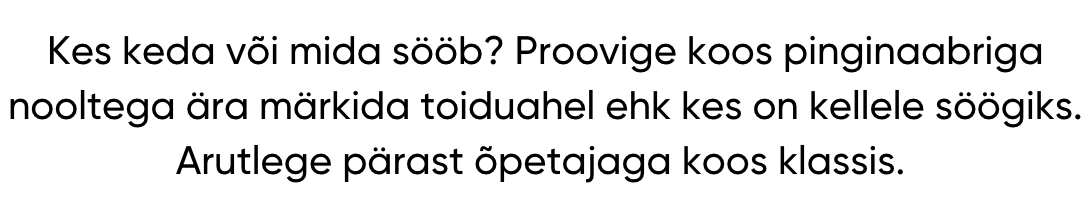 Kes keda või mida sööb? Proovige koos pinginaabriga
nooltega ära märkida toiduahel ehk kes on kellele söögiks.
Arutlege pärast õpetajaga koos klassis.